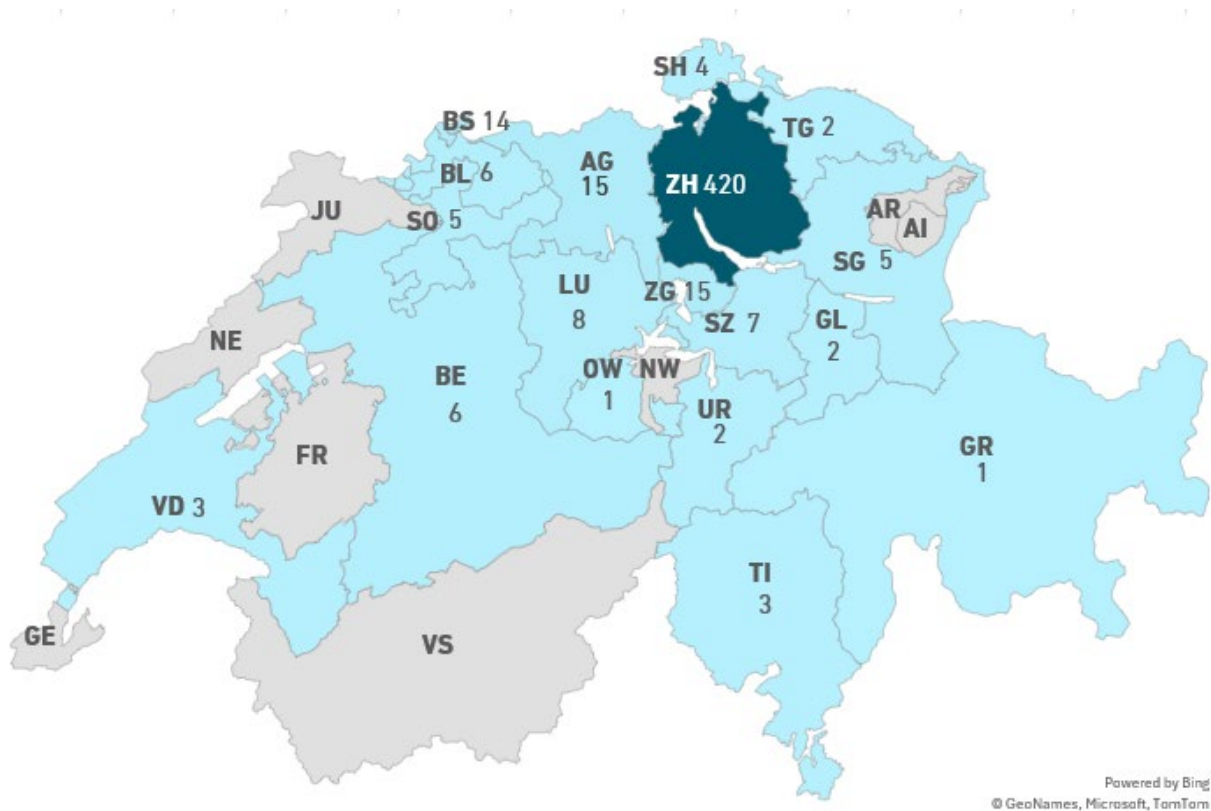 SH 4
BS 14
TG 2
AG
15
BL 6
ZH 420
JU
SO 5
AR
AI
SG 5
LU
8
ZG 15
SZ 7
GL
2
NE
BE
6
OW
1
NW
UR
2
FR
GR
1
VD 3
TI
3
GE
VS
Powered by Bing
© GeoNames, Microsoft, TomTom